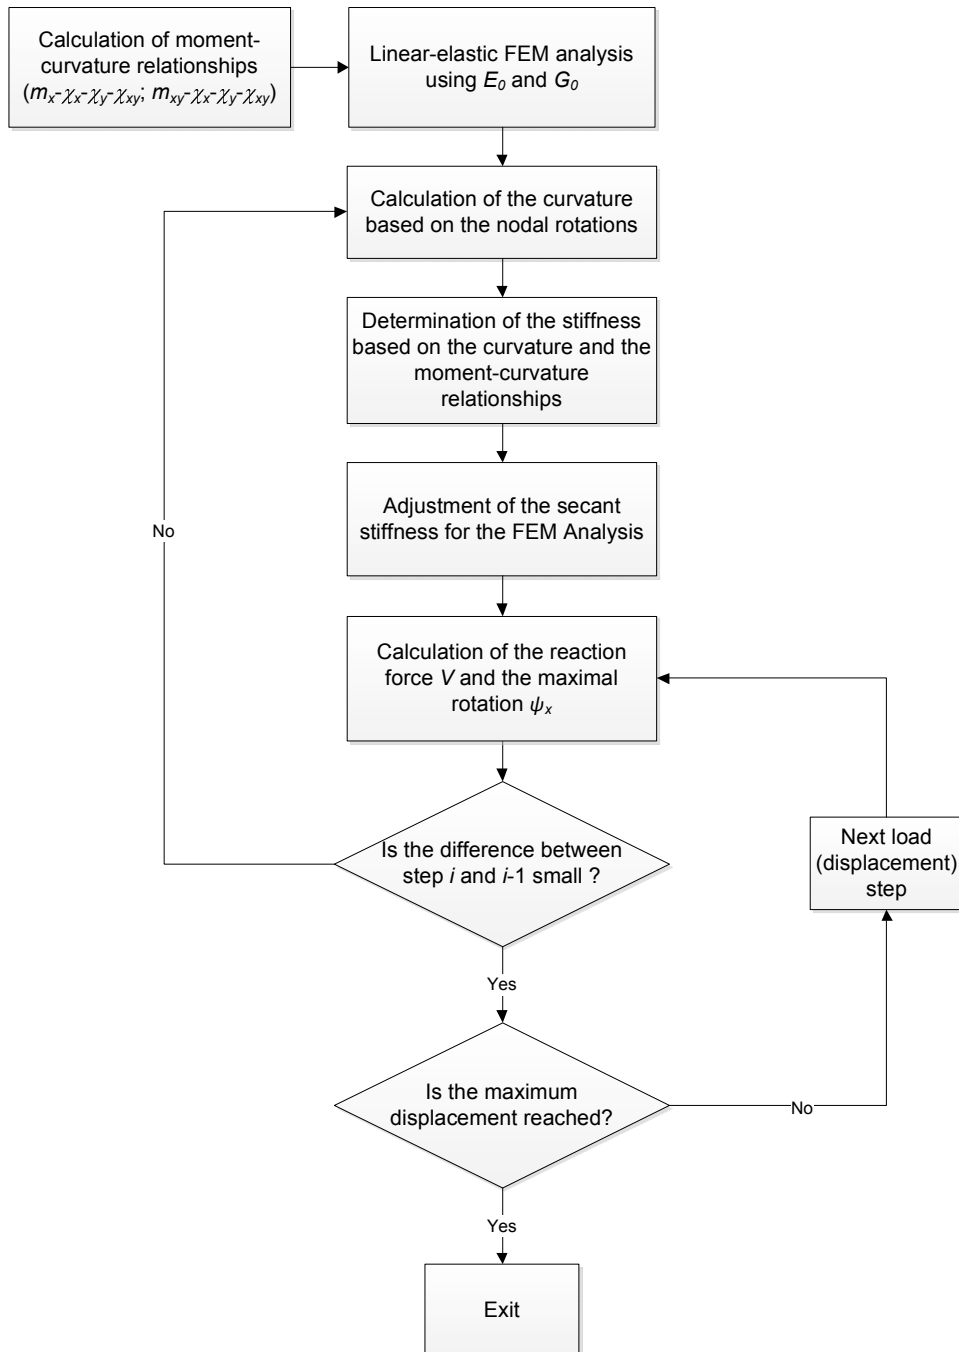 Calculation of moment-
curvature relationships
(mx-χx-χy-χxy; mxy-χx-χy-χxy)
Linear-elastic FEM analysis
using E0 and G0
Calculation of the curvature
based on the nodal rotations
Determination of the stiffness
based on the curvature and the
moment-curvature
relationships
Adjustment of the secant
stiffness for the FEM Analysis
No
Calculation of the reaction
force V and the maximal
rotation ψx
Is the difference between
step i and i-1 small ?
Next load
(displacement)
step
Yes
Is the maximum
displacement reached?
No
Yes
Exit